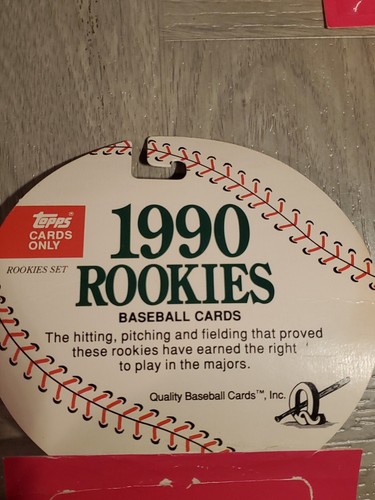 Topps®
CARDS
ONLY
ROOKIES SET
1990
ROOKIES
BASEBALL CARDS
The hitting, pitching and fielding that proved
these rookies have earned the right
to play in the majors.
Quality Baseball Cards™, Inc.
Q